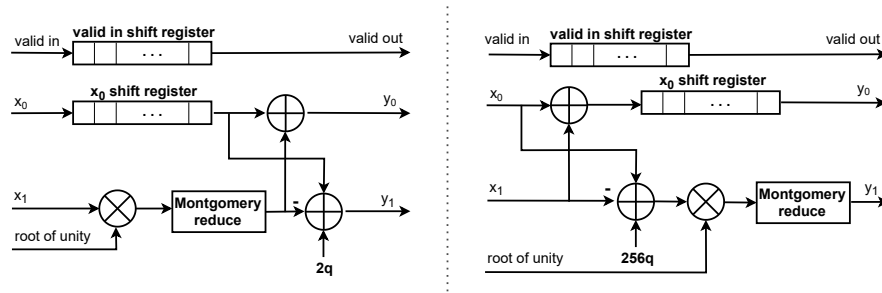 valid in shift register
valid in
valid out
. . .
x0 shift register
x0
y0
. . .
x1
Montgomery
reduce
-
y1
root of unity
2q
valid in shift register
valid in
valid out
. . .
x0 shift register
x0
y0
. . .
x1
-
Montgomery
reduce
y1
256q
root of unity